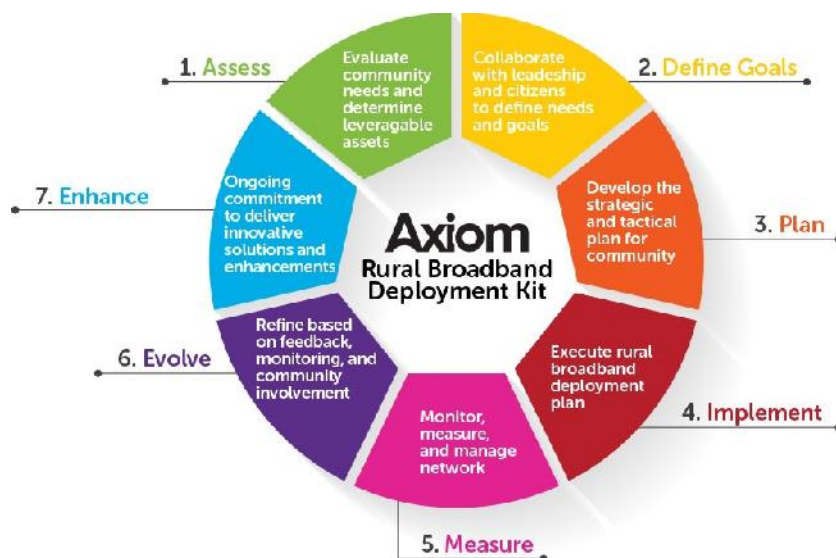 1. Assess
Evaluate
community
needs and
determine
leveragable
assets
Collaborate
with leadeship
and citizens
to define needs
and goals
2. Define Goals
Develop the
strategic
and tactical
plan for
community
3. Plan
Execute rural
broadband
deployment
plan
4. Implement
Monitor,
measure,
and manage
network
5. Measure
Refine based
on feedback,
monitoring, and
community
involvement
6. Evolve
Ongoing
commitment
to deliver
innovative
solutions and
enhancements
7. Enhance
Axiom
Rural Broadband
Deployment Kit